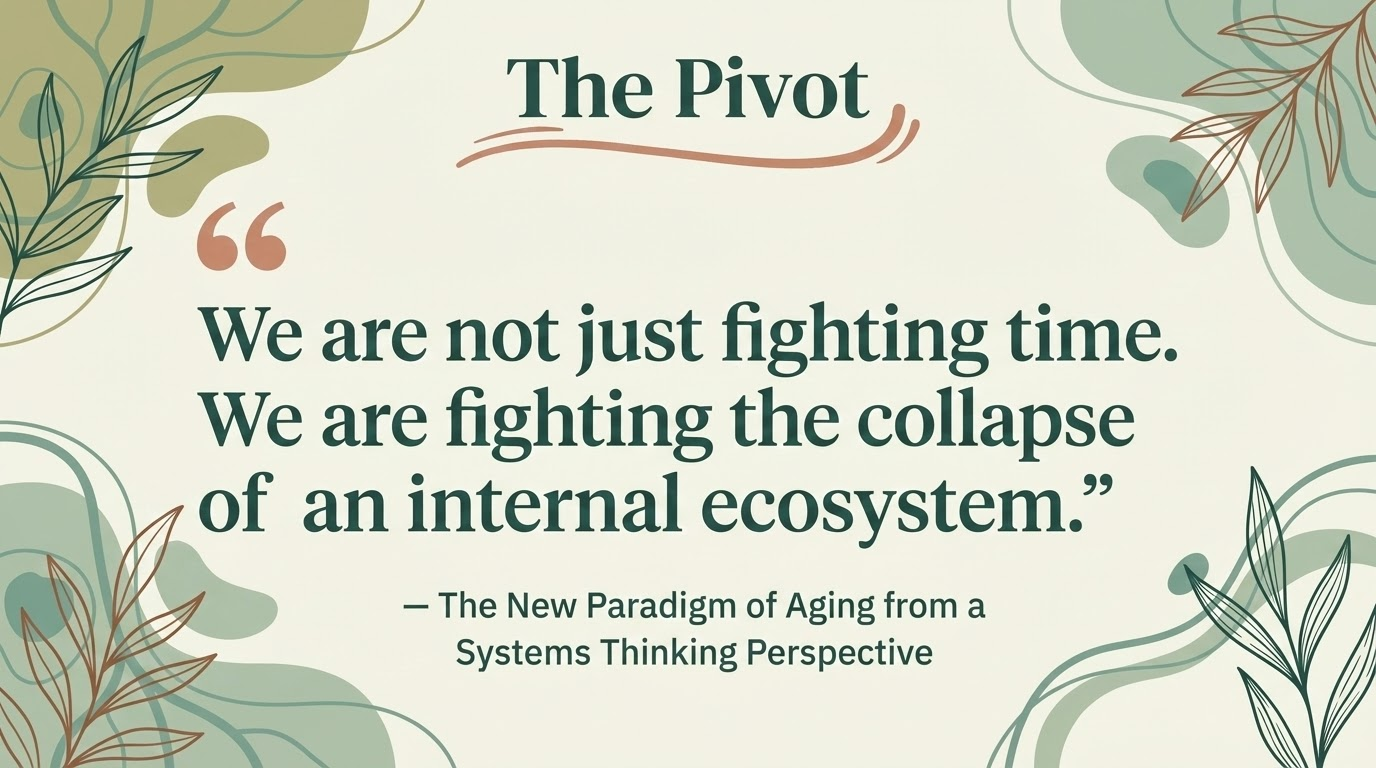 The Pivot
“
We are not just fighting time.
We are fighting the collapse
of an internal ecosystem.”
— The New Paradigm of Aging from a
Systems Thinking Perspective